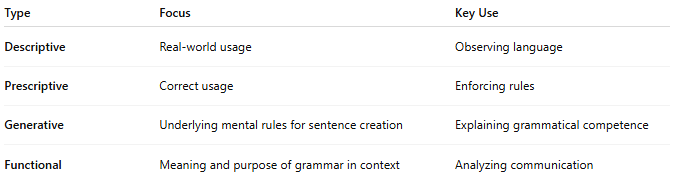 Type Focus Key Use
Descriptive Real-world usage Observing language
Prescriptive Correct usage Enforcing rules
Generative Underlying mental rules for sentence creation Explaining grammatical competence
Functional Meaning and purpose of grammar in context Analyzing communication